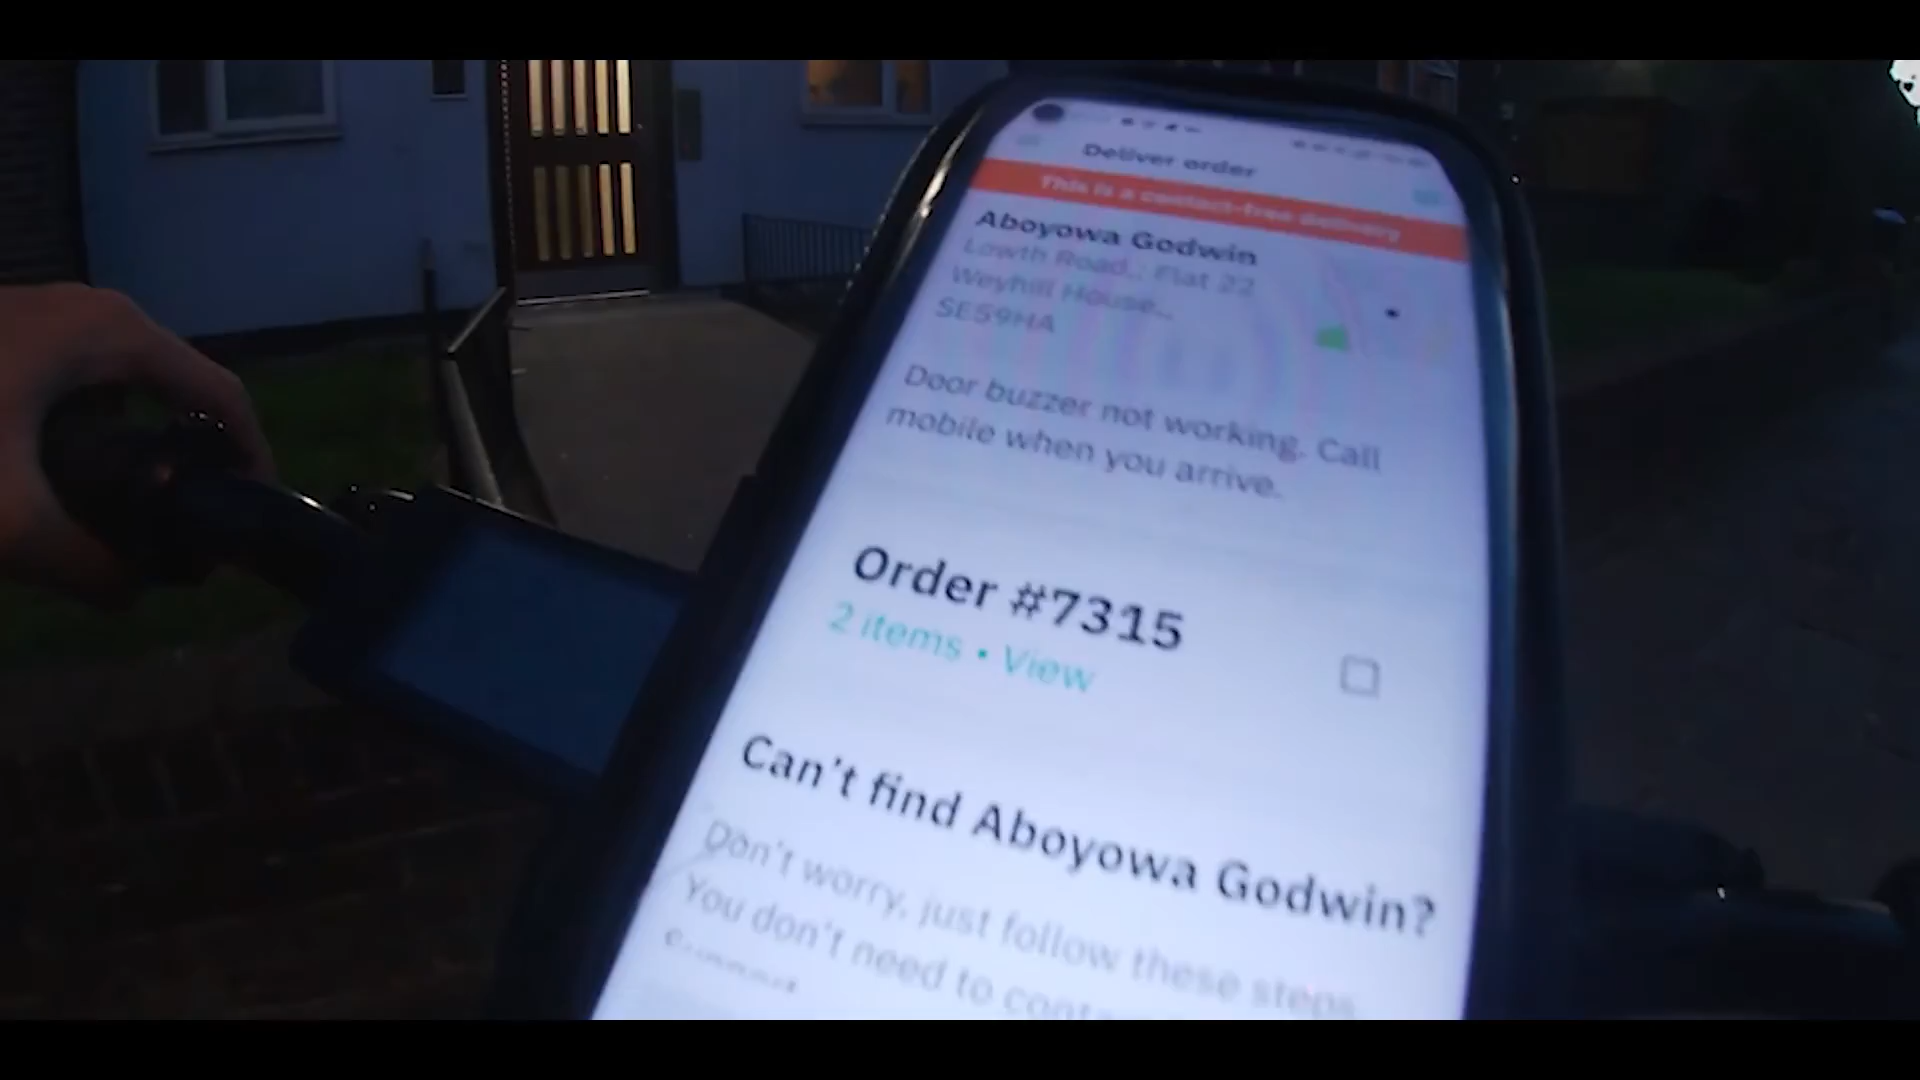 Deliver order
This is a contact-free delivery
Aboyowa Godwin
Lowth Road..: Flat 22
Weyhill House..
SE59HA
Door buzzer not working. Call
mobile when you arrive.
Order #7315
2 items • View
Can't find Aboyowa Godwin?
Don't worry, just follow these steps
You don't need to